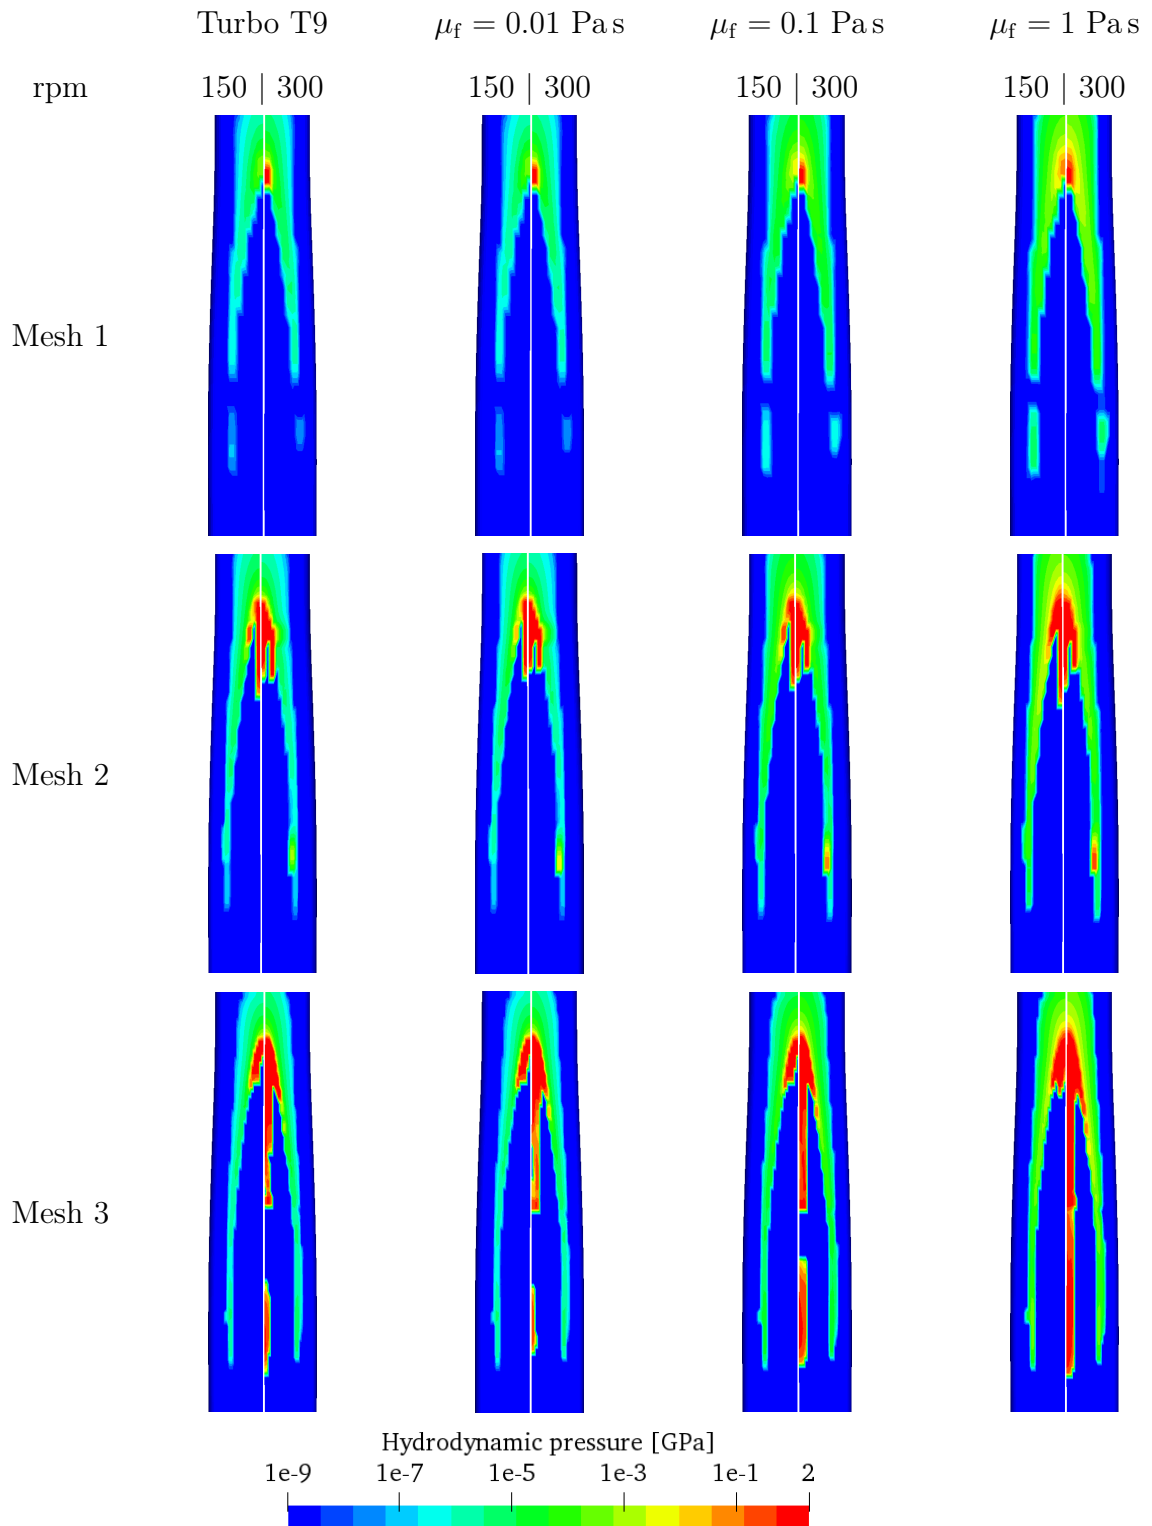 Turbo T9 μf = 0.01 Pa s μf = 0.1 Pa s μf = 1 Pa s
rpm 150 | 300 150 | 300 150 | 300 150 | 300
Mesh 1
Mesh 2
Mesh 3
Hydrodynamic pressure [GPa]
1e-9 1e-7 1e-5 1e-3 1e-1 2